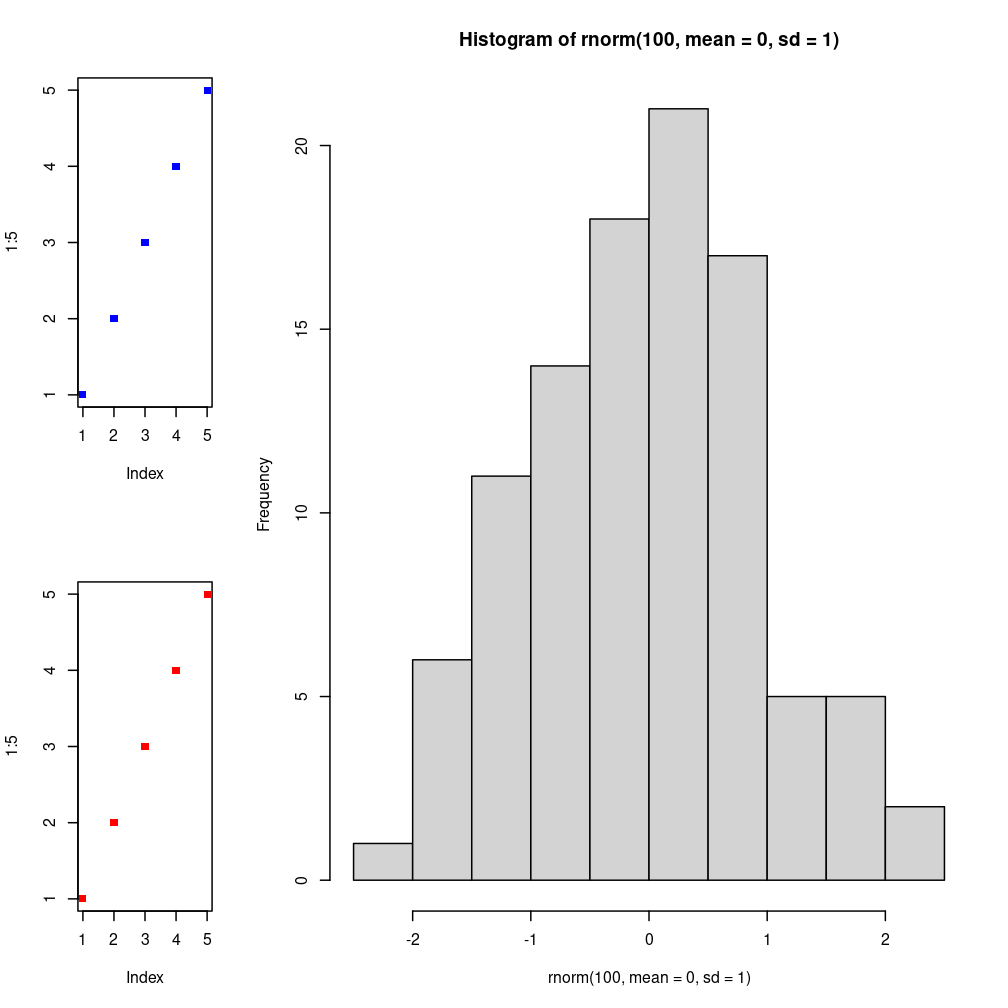 Histogram of rnorm(100, mean = 0, sd = 1)
5
4
3
2
1
1:5
1 2 3 4 5
Index
5
4
3
2
1
1:5
1 2 3 4 5
Index
20
15
10
5
0
Frequency
-2 -1 0 1 2
rnorm(100, mean = 0, sd = 1)